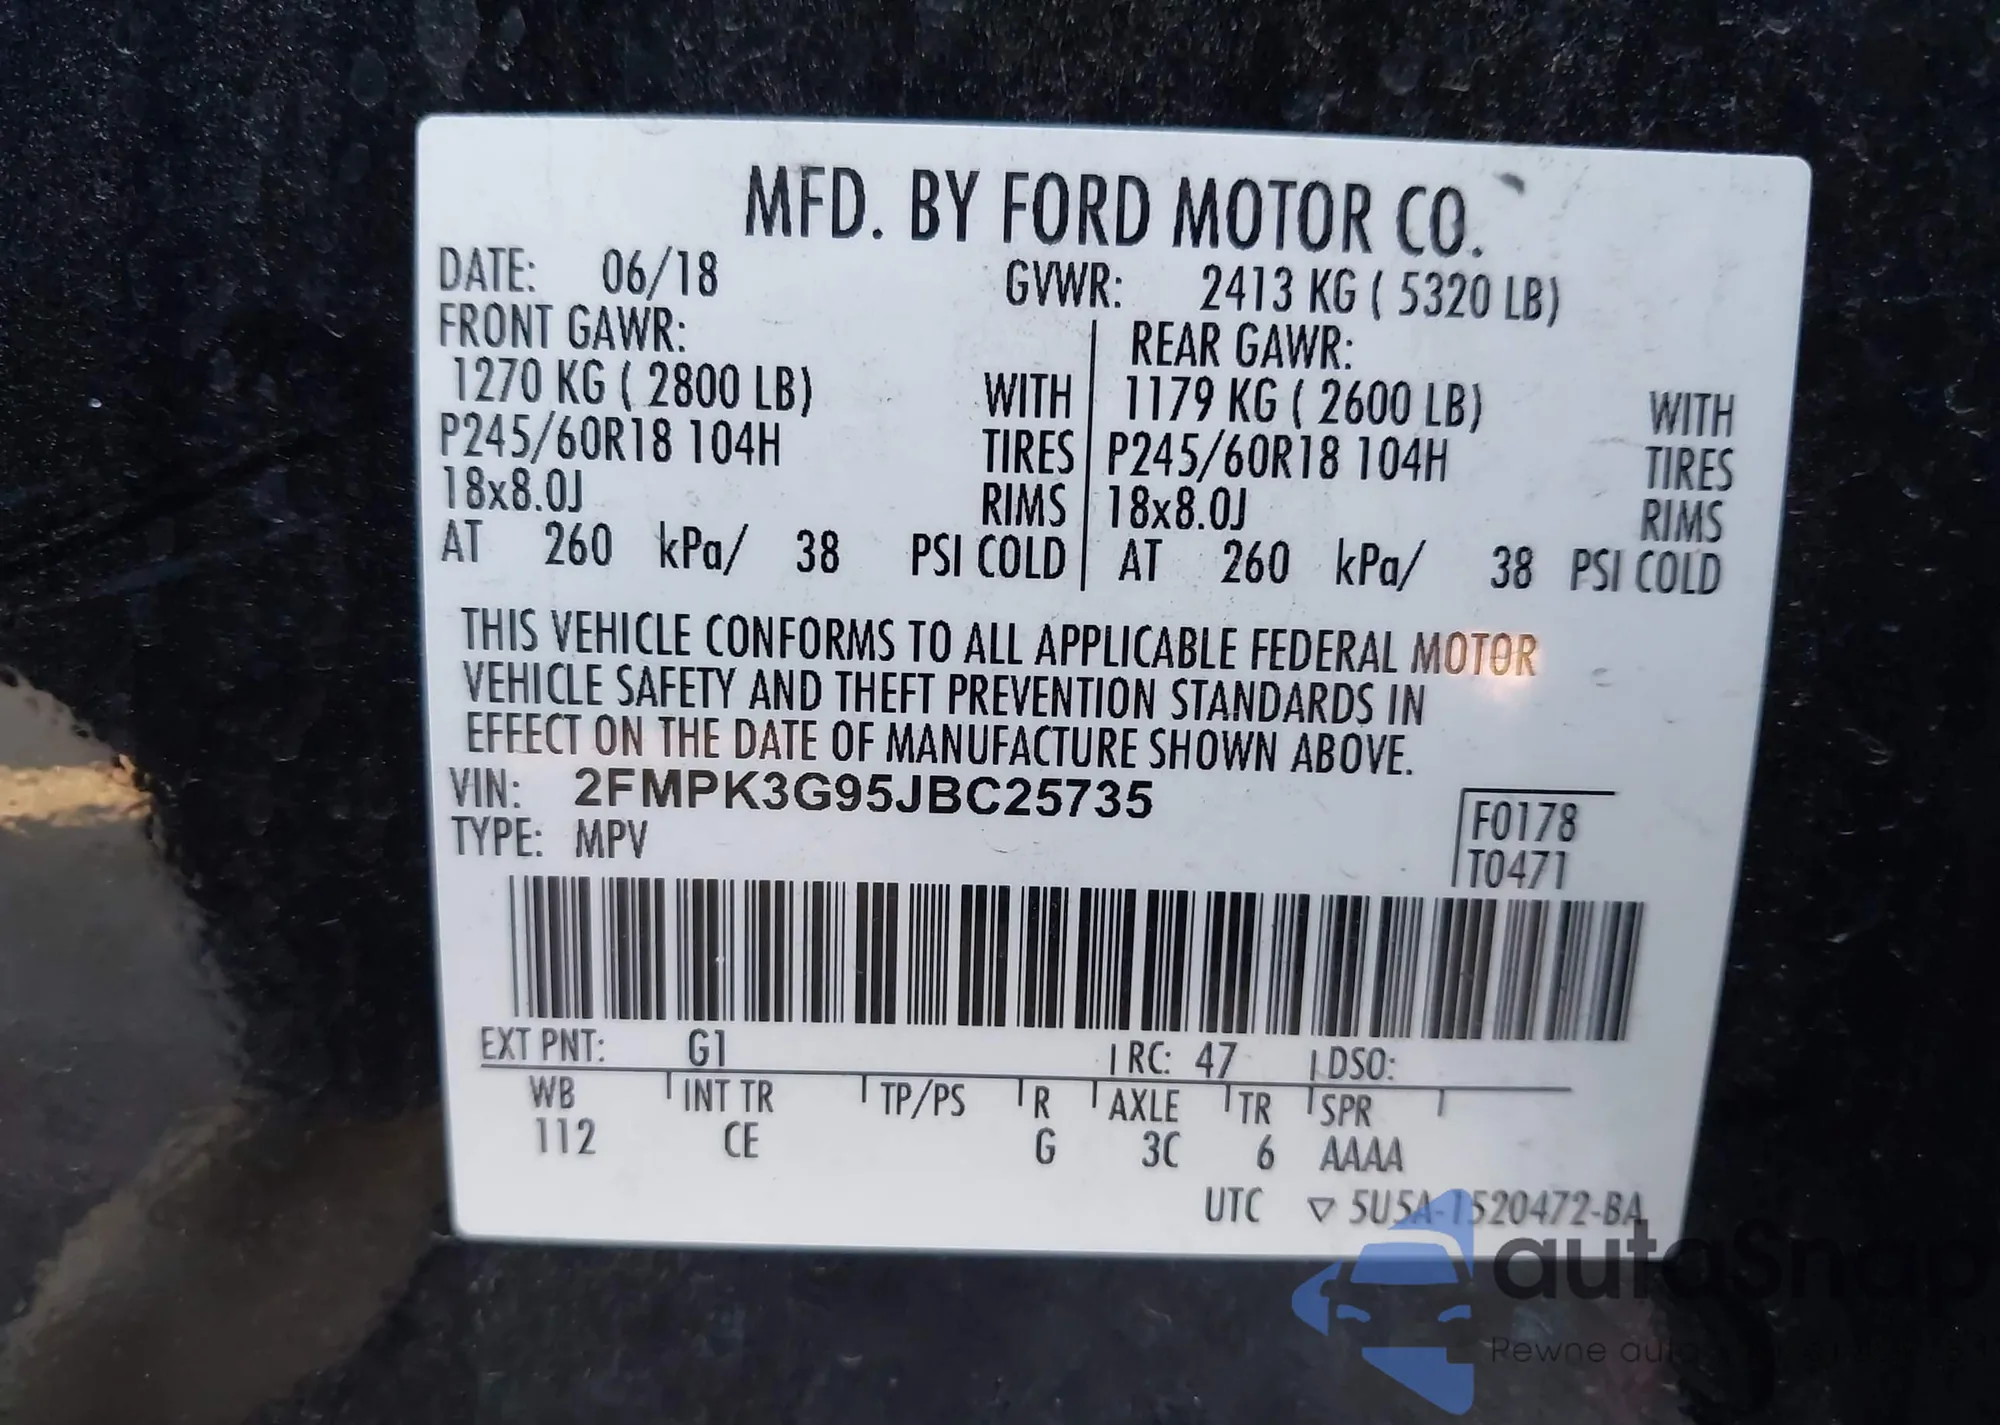 MFD. BY FORD MOTOR CO.
DATE: 06/18 GVWR: 2413 KG ( 5320 LB)
FRONT GAWR: REAR GAWR:
1270 KG ( 2800 LB) WITH 1179 KG ( 2600 LB) WITH
P245/60R18 104H TIRES P245/60R18 104H TIRES
18x8.0J RIMS 18x8.0J RIMS
AT 260 kPa/ 38 PSI COLD AT 260 kPa/ 38 PSI COLD
THIS VEHICLE CONFORMS TO ALL APPLICABLE FEDERAL MOTOR
VEHICLE SAFETY AND THEFT PREVENTION STANDARDS IN
EFFECT ON THE DATE OF MANUFACTURE SHOWN ABOVE.
VIN: 2FMPK3G95JBC25735
TYPE: MPV
F0178
T0471
EXT PNT: G1 RC: 47 DSO:
WB INT TR TP/PS R AXLE TR SPR
112 CE G 3C 6 AAAA
UTC ▽ 5U5A-1520472-BA
autoSnap
Pewne